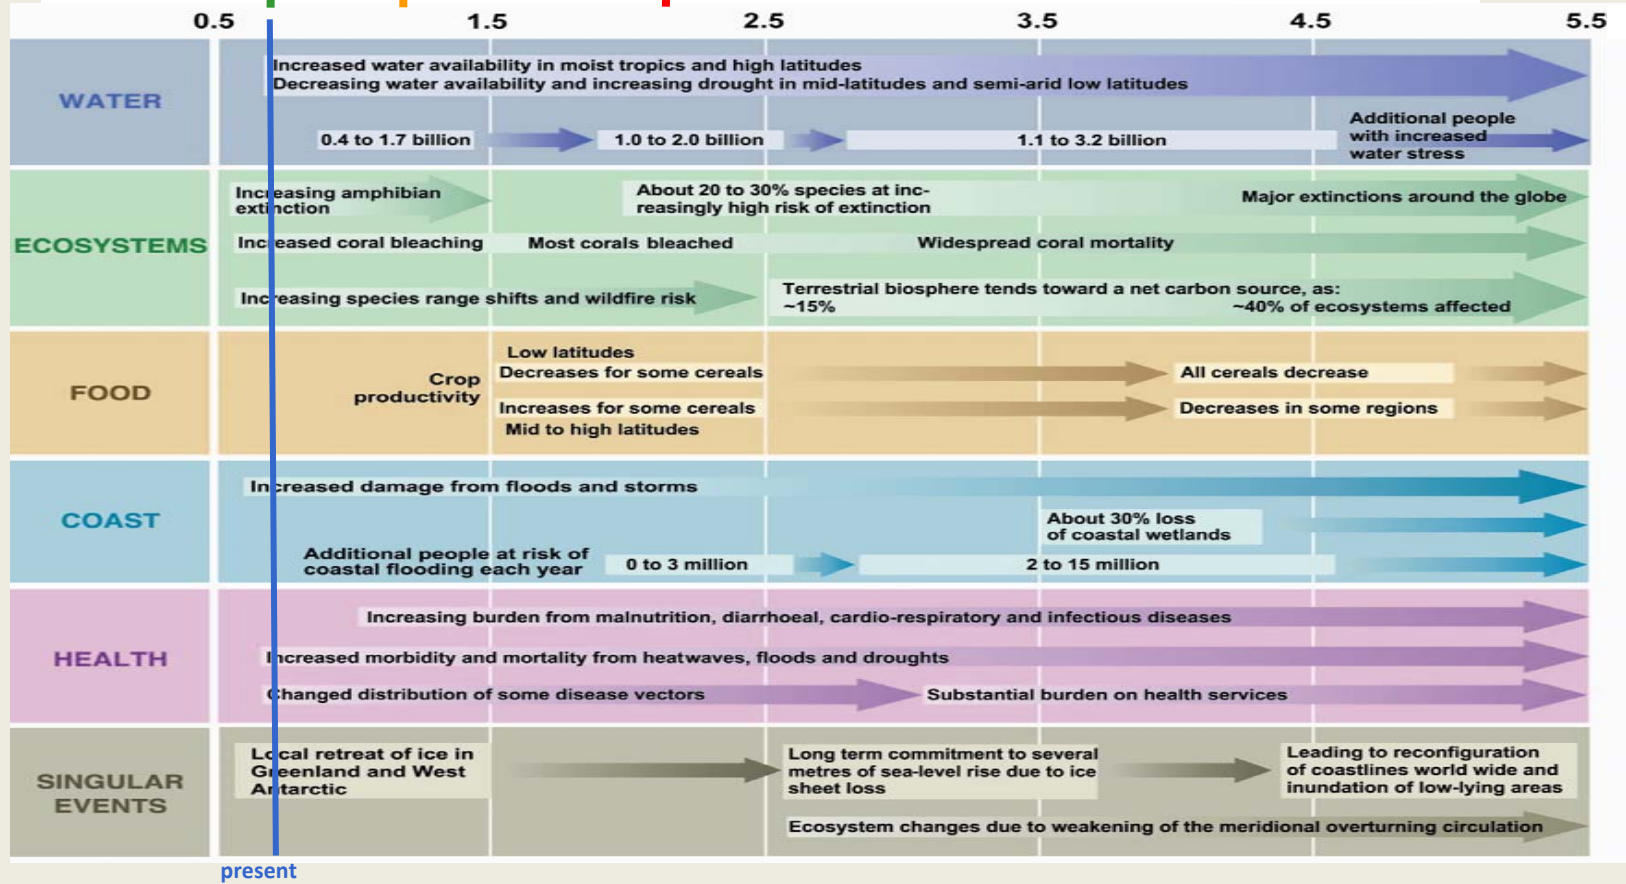 0.5 1.5 2.5 3.5 4.5 5.5
WATER
Increased water availability in moist tropics and high latitudes
Decreasing water availability and increasing drought in mid-latitudes and semi-arid low latitudes
0.4 to 1.7 billion
1.0 to 2.0 billion
1.1 to 3.2 billion
Additional people
with increased
water stress
ECOSYSTEMS
Increasing amphibian
extinction
About 20 to 30% species at inc-
reasingly high risk of extinction
Major extinctions around the globe
Increased coral bleaching
Most corals bleached
Widespread coral mortality
Increasing species range shifts and wildfire risk
Terrestrial biosphere tends toward a net carbon source, as:
~15%
~40% of ecosystems affected
FOOD
Crop
productivity
Low latitudes
Decreases for some cereals
All cereals decrease
Increases for some cereals
Mid to high latitudes
Decreases in some regions
COAST
Increased damage from floods and storms
About 30% loss
of coastal wetlands
Additional people at risk of
coastal flooding each year
0 to 3 million
2 to 15 million
HEALTH
Increasing burden from malnutrition, diarrhoeal, cardio-respiratory and infectious diseases
Increased morbidity and mortality from heatwaves, floods and droughts
Changed distribution of some disease vectors
Substantial burden on health services
SINGULAR
EVENTS
Local retreat of ice in
Greenland and West
Antarctic
Long term commitment to several
metres of sea-level rise due to ice
sheet loss
Leading to reconfiguration
of coastlines world wide and
inundation of low-lying areas
Ecosystem changes due to weakening of the meridional overturning circulation
present